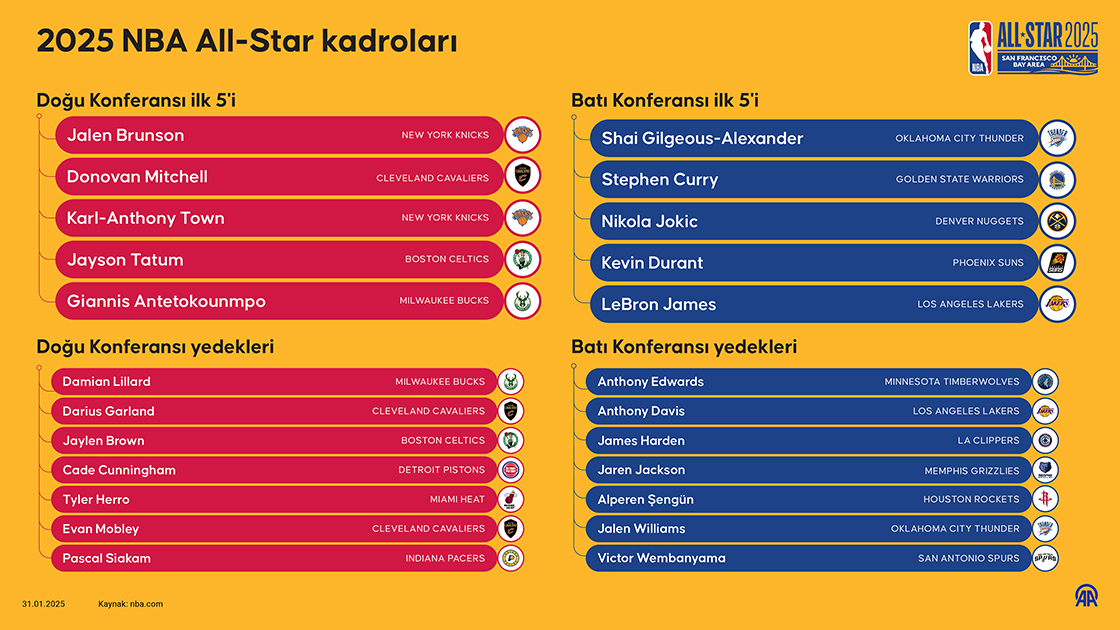 2025 NBA All-Star kadroları
NBA
ALL-STAR 2025
SAN FRANCISCO
BAY AREA
Doğu Konferansı ilk 5'i
Jalen Brunson NEW YORK KNICKS
Donovan Mitchell CLEVELAND CAVALIERS
Karl-Anthony Town NEW YORK KNICKS
Jayson Tatum BOSTON CELTICS
Giannis Antetokounmpo MILWAUKEE BUCKS
Batı Konferansı ilk 5'i
Shai Gilgeous-Alexander OKLAHOMA CITY THUNDER
Stephen Curry GOLDEN STATE WARRIORS
Nikola Jokic DENVER NUGGETS
Kevin Durant PHOENIX SUNS
LeBron James LOS ANGELES LAKERS
Doğu Konferansı yedekleri
Damian Lillard MILWAUKEE BUCKS
Darius Garland CLEVELAND CAVALIERS
Jaylen Brown BOSTON CELTICS
Cade Cunningham DETROIT PISTONS
Tyler Herro MIAMI HEAT
Evan Mobley CLEVELAND CAVALIERS
Pascal Siakam INDIANA PACERS
Batı Konferansı yedekleri
Anthony Edwards MINNESOTA TIMBERWOLVES
Anthony Davis LOS ANGELES LAKERS
James Harden LA CLIPPERS
Jaren Jackson MEMPHIS GRIZZLIES
Alperen Şengün HOUSTON ROCKETS
Jalen Williams OKLAHOMA CITY THUNDER
Victor Wembanyama SAN ANTONIO SPURS
31.01.2025 Kaynak: nba.com
AA